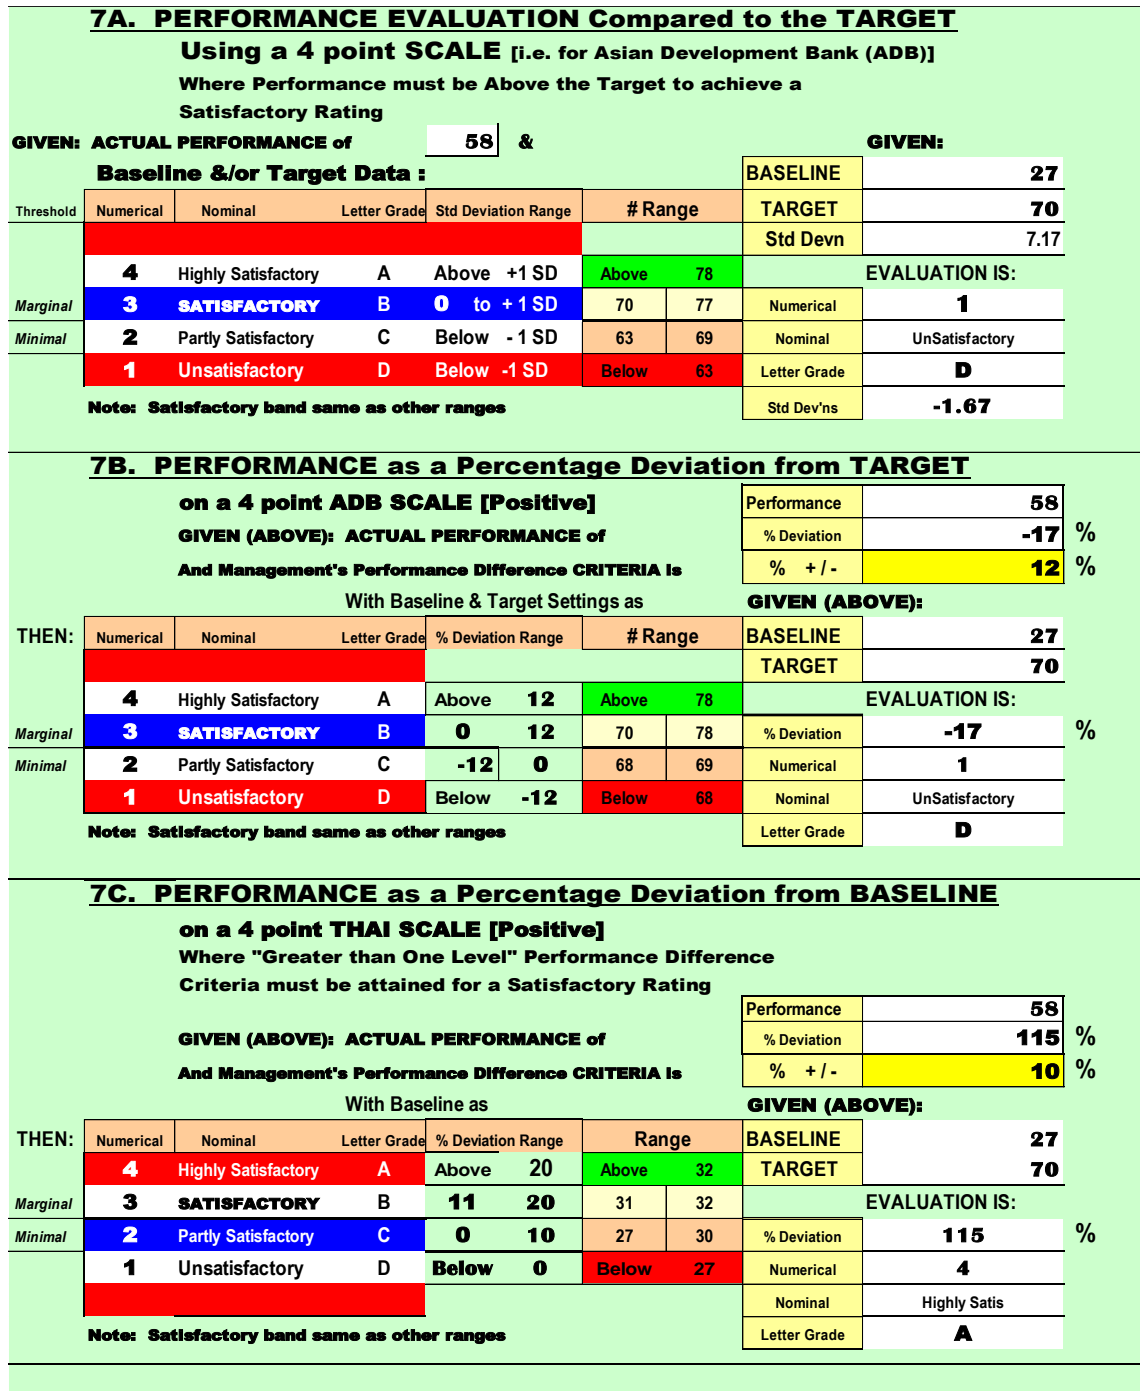 7A. PERFORMANCE EVALUATION Compared to the TARGET
Using a 4 point SCALE [i.e. for Asian Development Bank (ADB)]
Where Performance must be Above the Target to achieve a
Satisfactory Rating
GIVEN: ACTUAL PERFORMANCE of 58 & GIVEN:
Baseline &/or Target Data : BASELINE 27
Threshold Numerical Nominal Letter Grade Std Deviation Range # Range TARGET 70
Std Devn 7.17
4 Highly Satisfactory A Above +1 SD Above 78 EVALUATION IS:
Marginal 3 SATISFACTORY B 0 to + 1 SD 70 77 Numerical 1
Minimal 2 Partly Satisfactory C Below - 1 SD 63 69 Nominal UnSatisfactory
1 Unsatisfactory D Below -1 SD Below 63 Letter Grade D
Note: Satisfactory band same as other ranges Std Dev'ns -1.67
7B. PERFORMANCE as a Percentage Deviation from TARGET
on a 4 point ADB SCALE [Positive] Performance 58
GIVEN (ABOVE): ACTUAL PERFORMANCE of % Deviation -17 %
And Management's Performance Difference CRITERIA is % + / - 12 %
With Baseline & Target Settings as GIVEN (ABOVE):
THEN: Numerical Nominal Letter Grade % Deviation Range # Range BASELINE 27
TARGET 70
4 Highly Satisfactory A Above 12 Above 78 EVALUATION IS:
Marginal 3 SATISFACTORY B 0 12 70 78 % Deviation -17 %
Minimal 2 Partly Satisfactory C -12 0 68 69 Numerical 1
1 Unsatisfactory D Below -12 Below 68 Nominal UnSatisfactory
Note: Satisfactory band same as other ranges Letter Grade D
7C. PERFORMANCE as a Percentage Deviation from BASELINE
on a 4 point THAI SCALE [Positive]
Where "Greater than One Level" Performance Difference
Criteria must be attained for a Satisfactory Rating
Performance 58
GIVEN (ABOVE): ACTUAL PERFORMANCE of % Deviation 115 %
And Management's Performance Difference CRITERIA is % + / - 10 %
With Baseline as GIVEN (ABOVE):
THEN: Numerical Nominal Letter Grade % Deviation Range Range BASELINE 27
4 Highly Satisfactory A Above 20 Above 32 TARGET 70
Marginal 3 SATISFACTORY B 11 20 31 32 EVALUATION IS:
Minimal 2 Partly Satisfactory C 0 10 27 30 % Deviation 115 %
1 Unsatisfactory D Below 0 Below 27 Numerical 4
Nominal Highly Satis
Note: Satisfactory band same as other ranges Letter Grade A